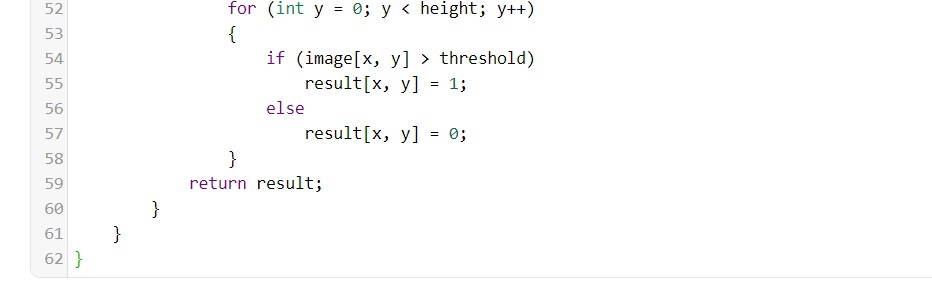 52 for (int y = 0; y < height; y++)
53 {
54 if (image[x, y] > threshold)
55 result[x, y] = 1;
56 else
57 result[x, y] = 0;
58 }
59 return result;
60 }
61 }
62 }